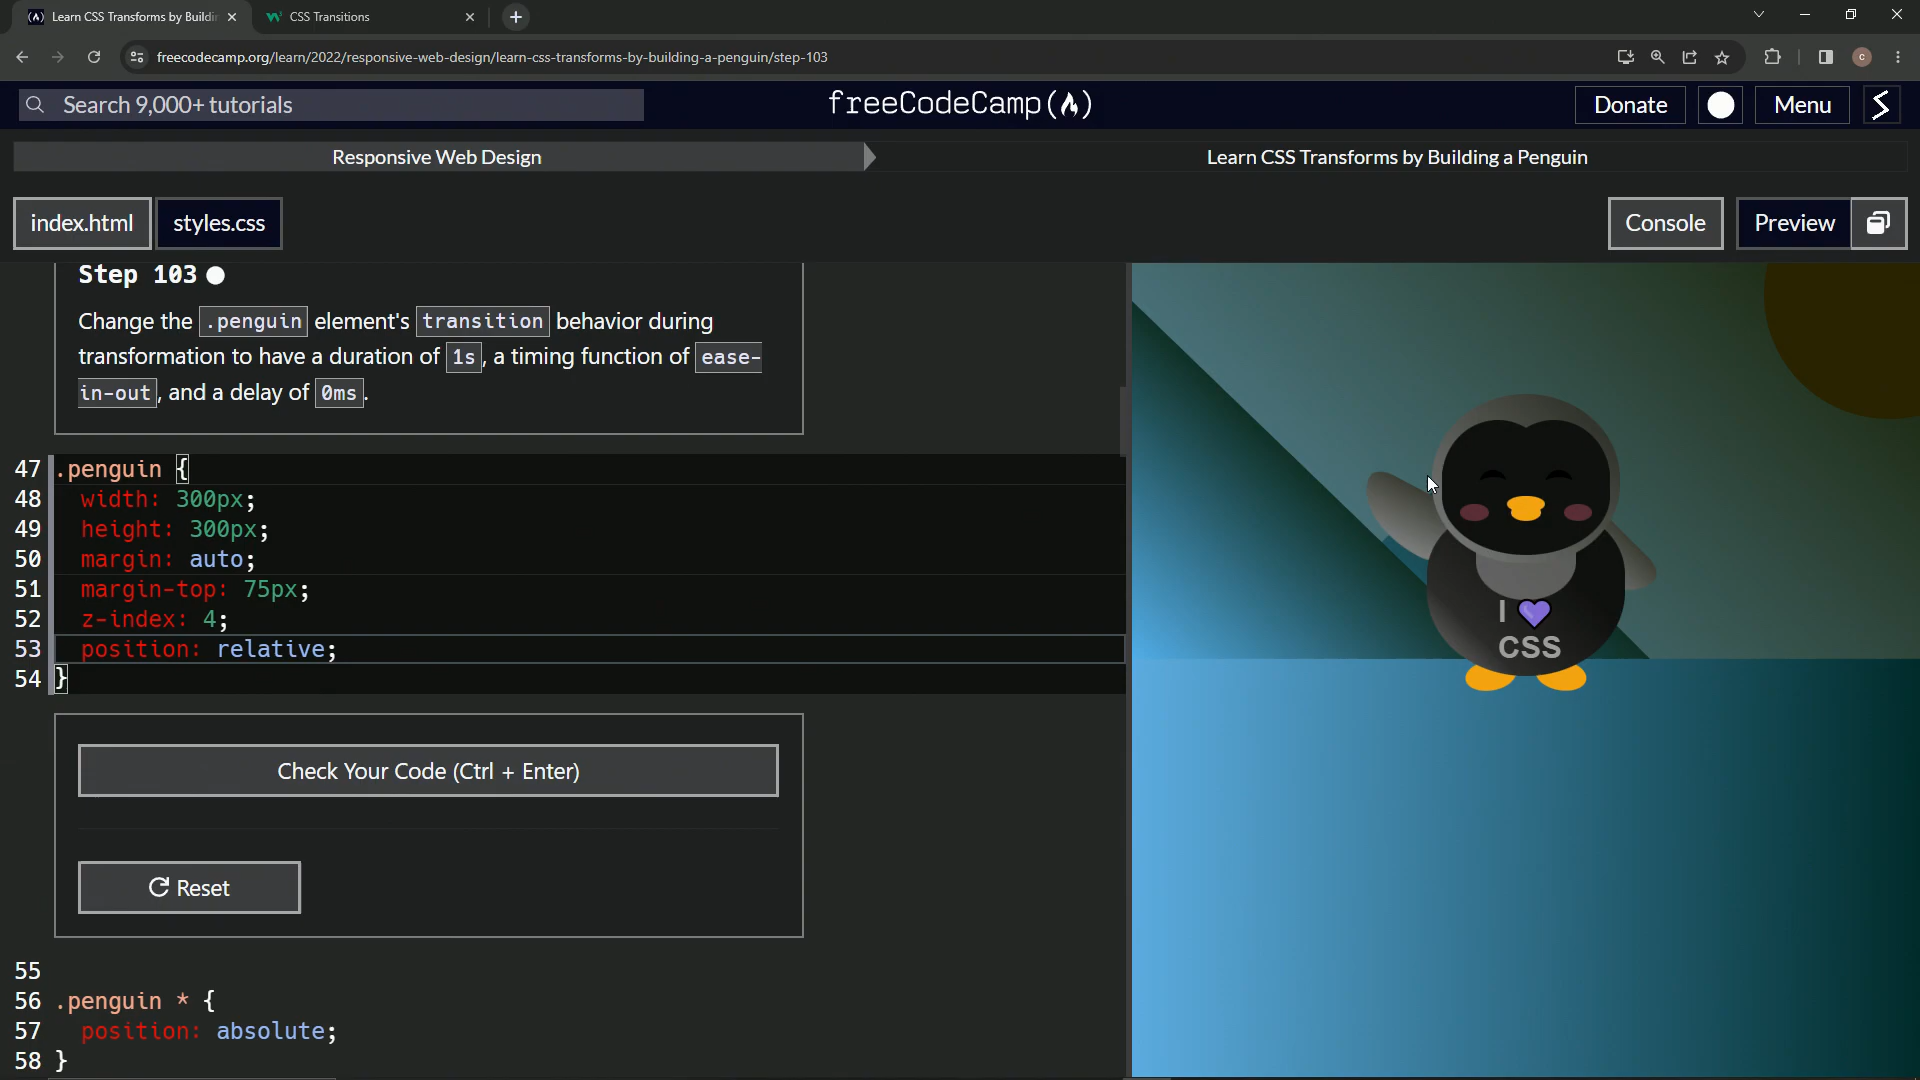 Learn CSS Transforms by Buildin
CSS Transitions
freecodecamp.org/learn/2022/responsive-web-design/learn-css-transforms-by-building-a-penguin/step-103
C
Search 9,000+ tutorials
freeCodeCamp
Donate
Menu
Responsive Web Design
Learn CSS Transforms by Building a Penguin
index.html
styles.css
Console
Preview
Step 103
Change the .penguin element's transition behavior during
transformation to have a duration of 1s, a timing function of ease-
in-out, and a delay of 0ms.
47 .penguin {
48 width: 300px;
49 height: 300px;
50 margin: auto;
51 margin-top: 75px;
52 z-index: 4;
53 position: relative;
54 }
Check Your Code (Ctrl + Enter)
Reset
55
56 .penguin * {
57 position: absolute;
58 }
I 💜
CSS